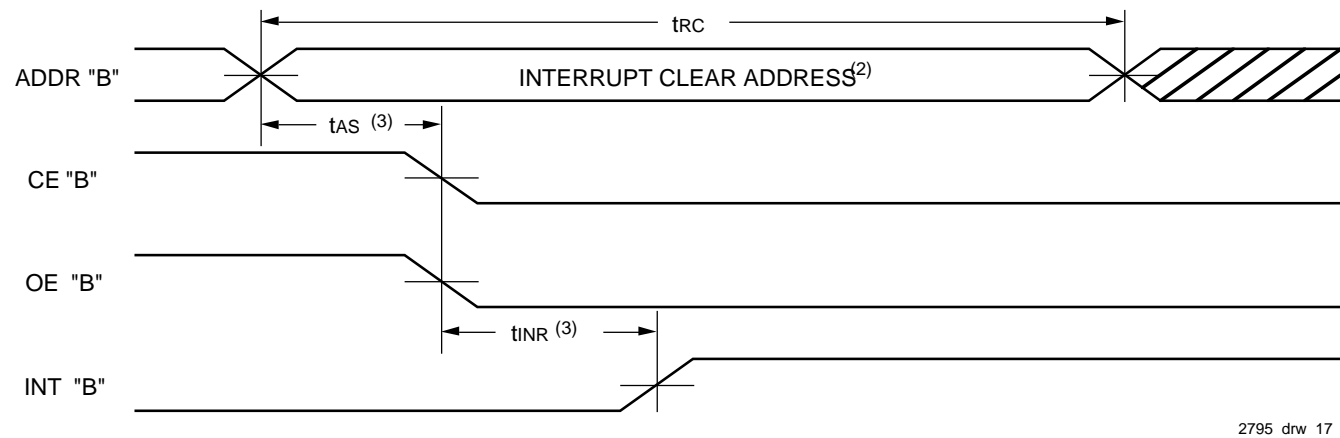 tRC
ADDR "B"
INTERRUPT CLEAR ADDRESS(2)
tAS (3)
CE "B"
OE "B"
tINR (3)
INT "B"
2795 drw 17